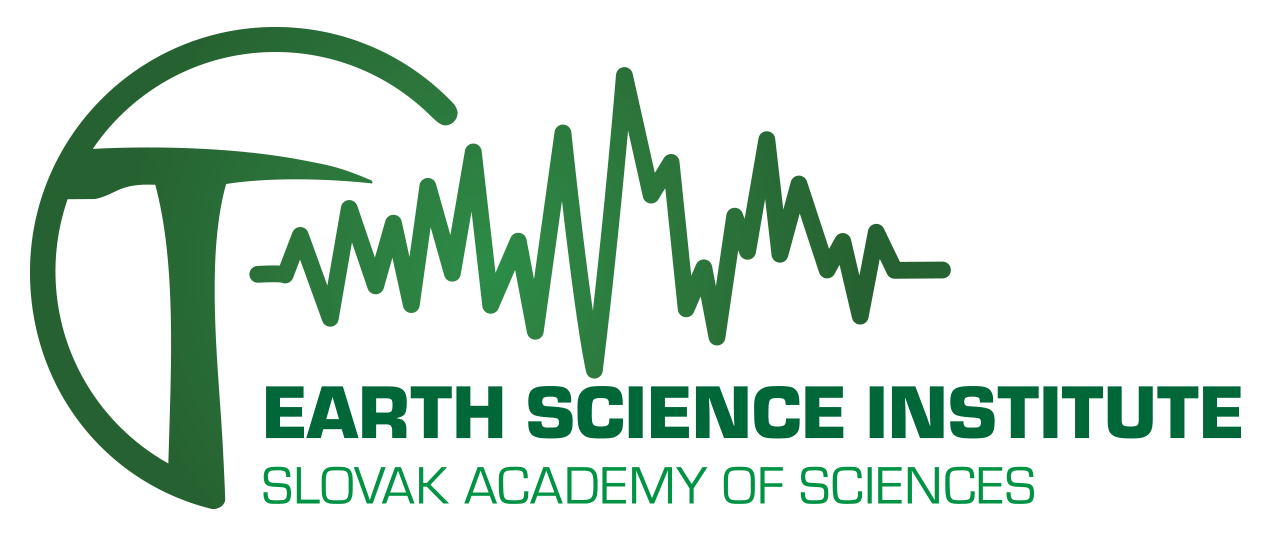 EARTH SCIENCE INSTITUTE
SLOVAK ACADEMY OF SCIENCES